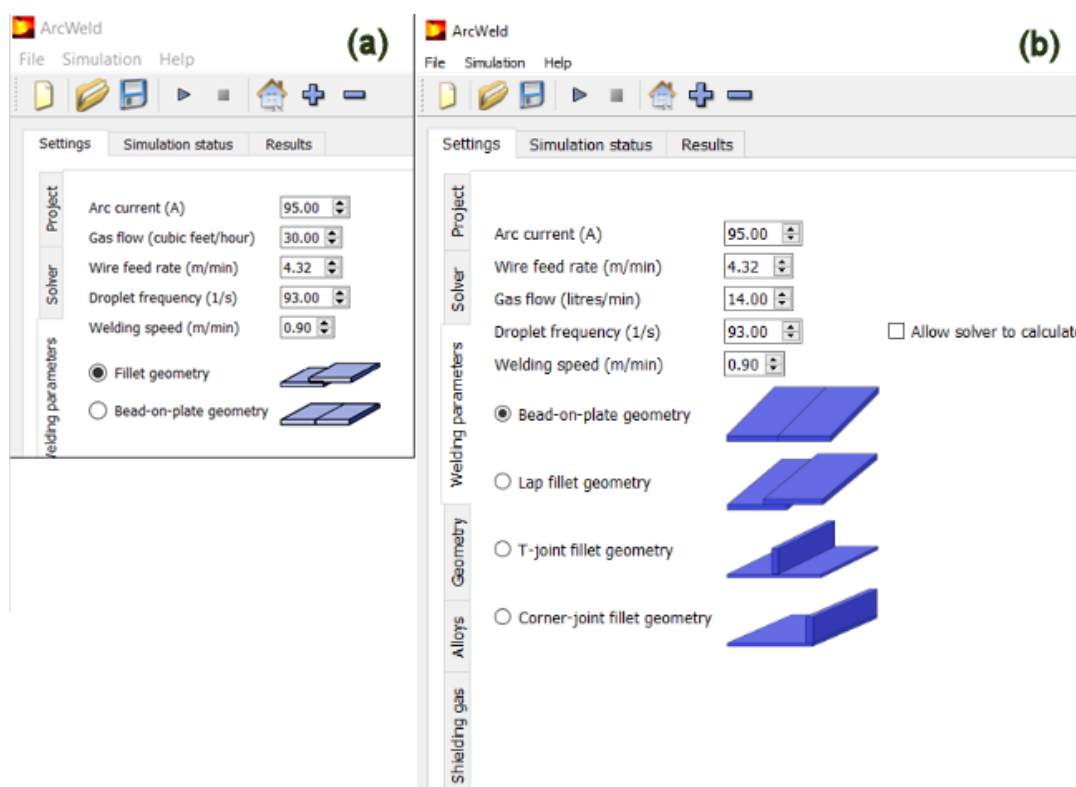 ArcWeld
(a)
File Simulation Help
Settings Simulation status Results
Project
Solver
Welding parameters
Arc current (A) 95.00
Gas flow (cubic feet/hour) 30.00
Wire feed rate (m/min) 4.32
Droplet frequency (1/s) 93.00
Welding speed (m/min) 0.90
Fillet geometry
Bead-on-plate geometry
ArcWeld
(b)
File Simulation Help
Settings Simulation status Results
Project
Solver
Welding parameters
Geometry
Alloys
Shielding gas
Arc current (A) 95.00
Wire feed rate (m/min) 4.32
Gas flow (litres/min) 14.00
Droplet frequency (1/s) 93.00 Allow solver to calculate
Welding speed (m/min) 0.90
Bead-on-plate geometry
Lap fillet geometry
T-joint fillet geometry
Corner-joint fillet geometry